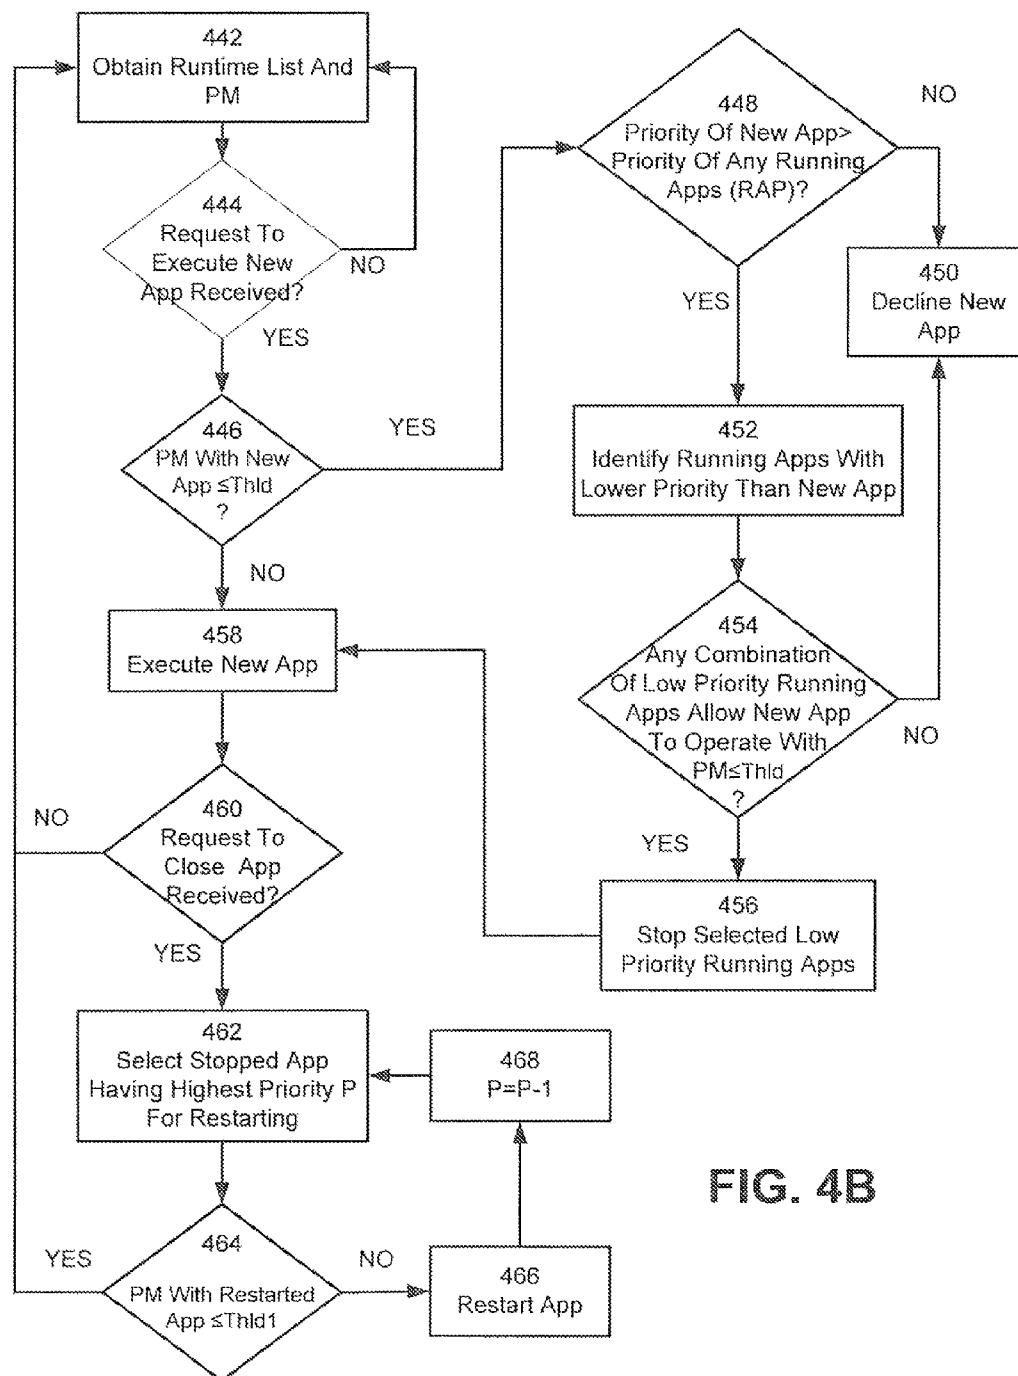 442
Obtain Runtime List And
PM
444
Request To
Execute New
App Received?
NO
YES
446
PM With New
App ≤Thld
?
YES
NO
448
Priority Of New App>
Priority Of Any Running
Apps (RAP)?
NO
YES
450
Decline New
App
452
Identify Running Apps With
Lower Priority Than New App
454
Any Combination
Of Low Priority Running
Apps Allow New App
To Operate With
PM≤Thld
?
NO
YES
456
Stop Selected Low
Priority Running Apps
458
Execute New App
460
Request To
Close App
Received?
NO
YES
462
Select Stopped App
Having Highest Priority P
For Restarting
464
PM With Restarted
App ≤Thld1
YES
NO
466
Restart App
468
P=P-1
FIG. 4B